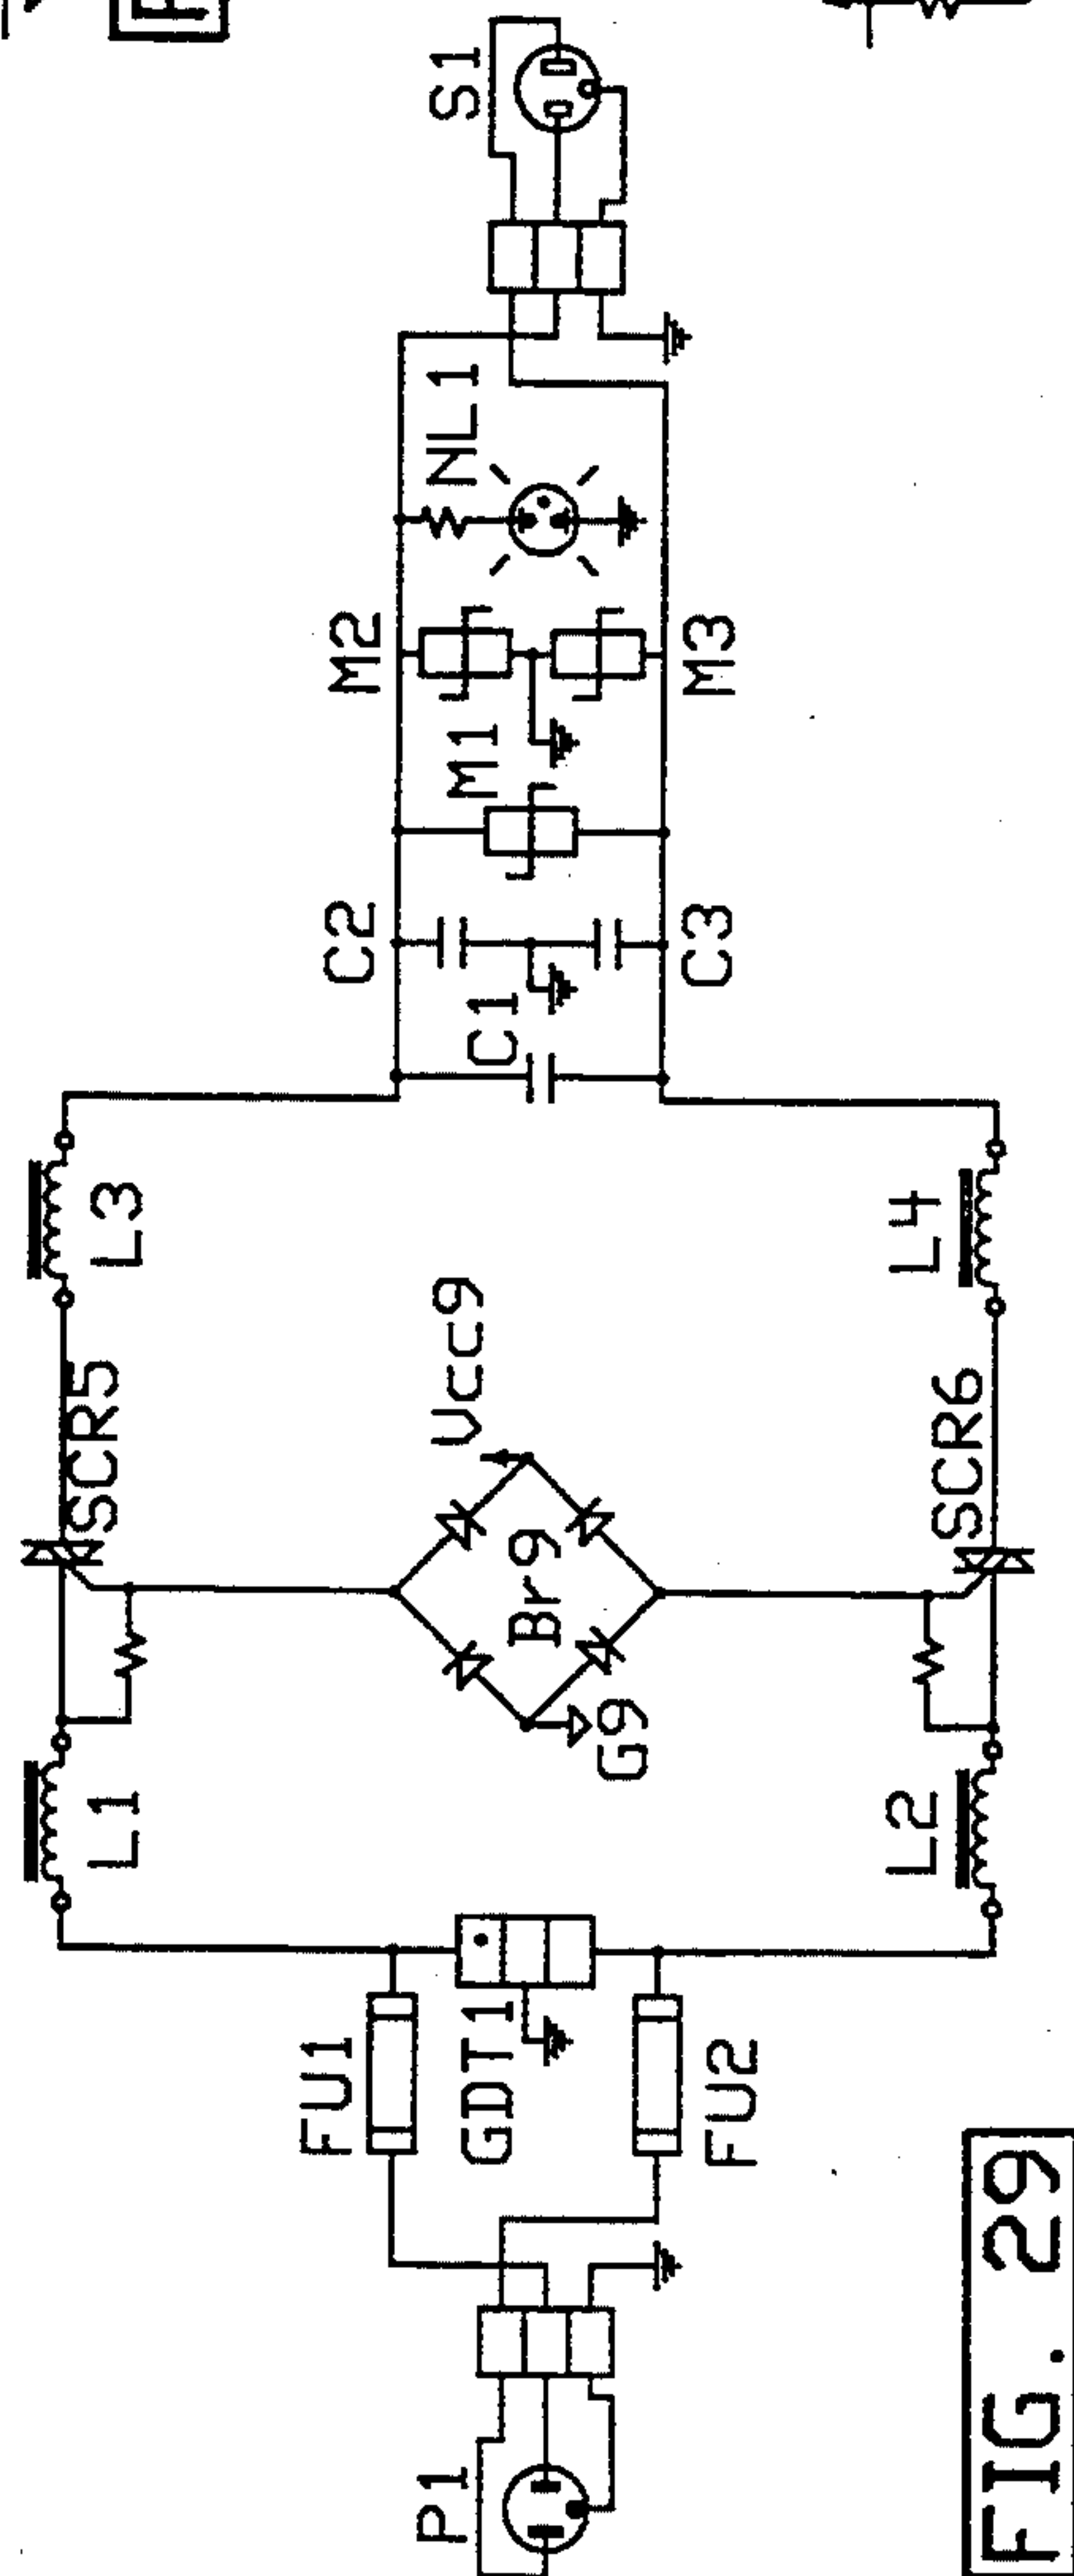 P1
FU1
GDT1
FU2
L1
L2
G9
Br9
Vcc9
SCR5
SCR6
L3
L4
C1
C2
C3
M1
M2
M3
NL1
S1
FIG. 29